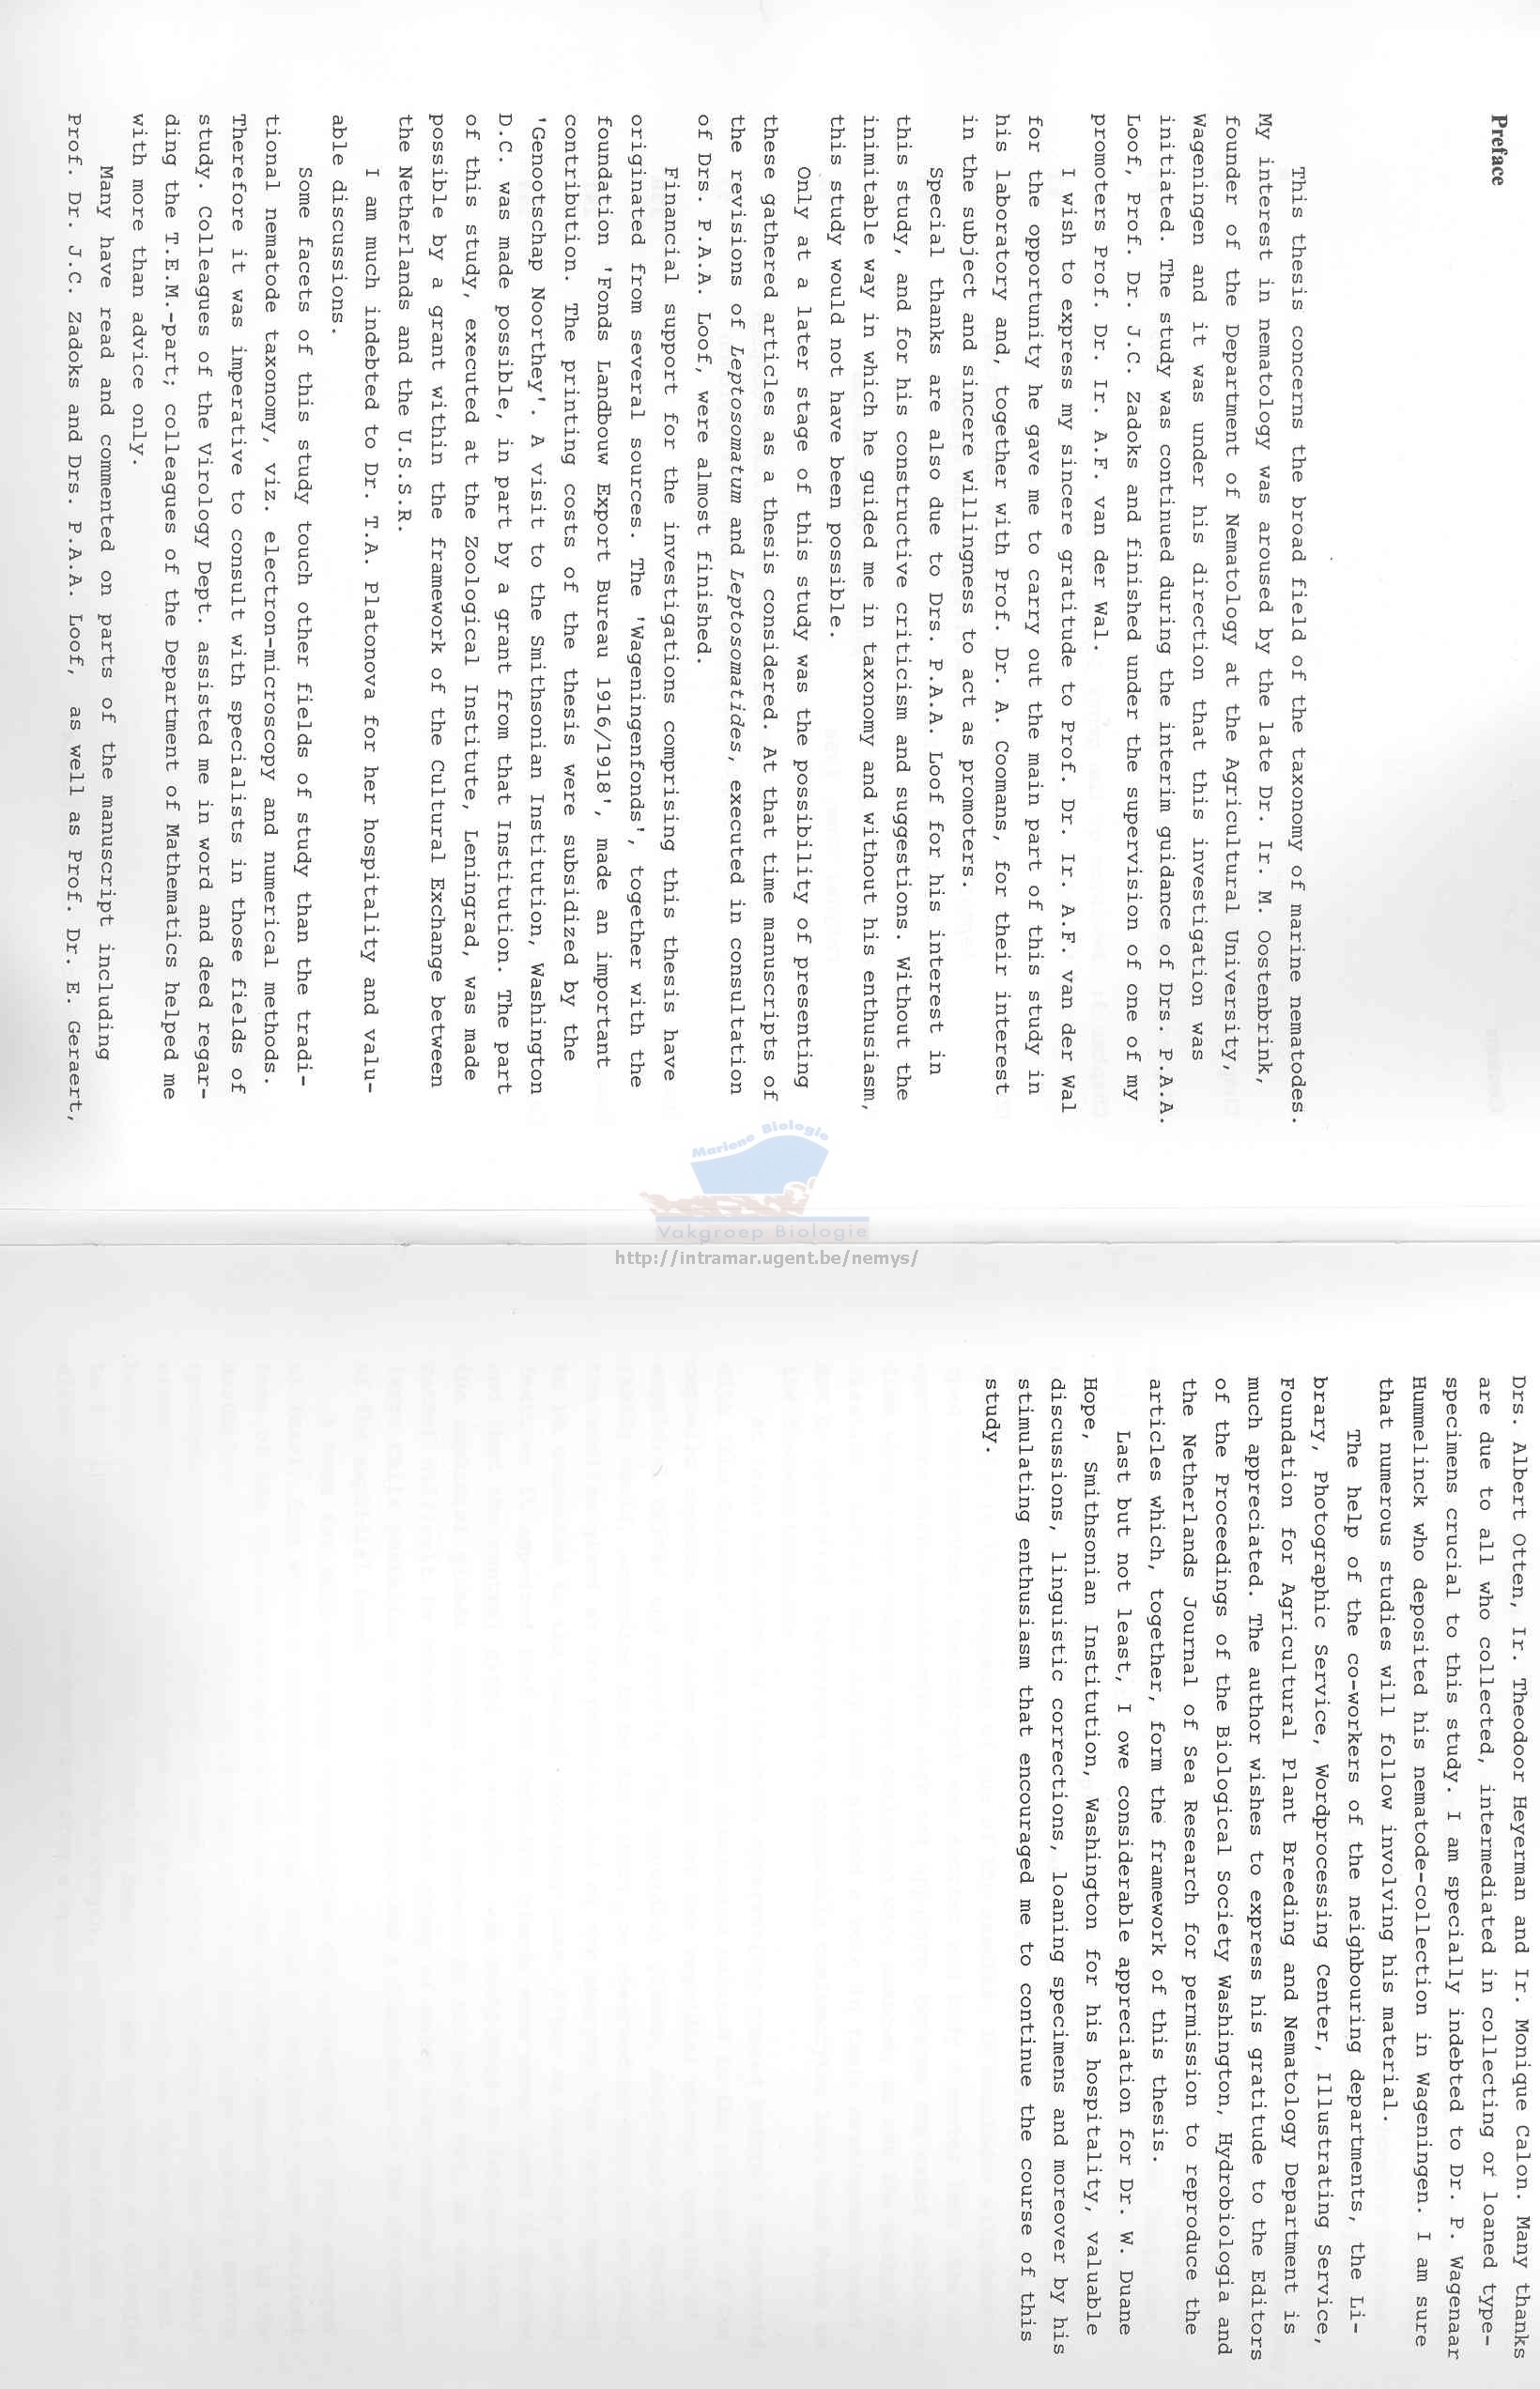 Preface
This thesis concerns the broad field of the taxonomy of marine nematodes.
My interest in nematology was aroused by the late Dr. Ir. M. Oostenbrink,
founder of the Department of Nematology at the Agricultural University,
Wageningen and it was under his direction that this investigation was
initiated. The study was continued during the interim guidance of Drs. P.A.A.
Loof, Prof. Dr. J.C. Zadoks and finished under the supervision of one of my
promoters Prof. Dr. Ir. A.F. van der Wal.
I wish to express my sincere gratitude to Prof. Dr. Ir. A.F. van der Wal
for the opportunity he gave me to carry out the main part of this study in
his laboratory and, together with Prof. Dr. A. Coomans, for their interest
in the subject and sincere willingness to act as promoters.
Special thanks are also due to Drs. P.A.A. Loof for his interest in
this study, and for his constructive criticism and suggestions. Without the
inimitable way in which he guided me in taxonomy and without his enthusiasm,
this study would not have been possible.
Only at a later stage of this study was the possibility of presenting
these gathered articles as a thesis considered. At that time manuscripts of
the revisions of Leptosomatum and Leptosomatides, executed in consultation
of Drs. P.A.A. Loof, were almost finished.
Financial support for the investigations comprising this thesis have
originated from several sources. The 'Wageningenfonds', together with the
foundation 'Fonds Landbouw Export Bureau 1916/1918', made an important
contribution. The printing costs of the thesis were subsidized by the
'Genootschap Noorthey'. A visit to the Smithsonian Institution, Washington
D.C. was made possible, in part by a grant from that Institution. The part
of this study, executed at the Zoological Institute, Leningrad, was made
possible by a grant within the framework of the Cultural Exchange between
the Netherlands and the U.S.S.R.
I am much indebted to Dr. T.A. Platonova for her hospitality and valu-
able discussions.
Some facets of this study touch other fields of study than the tradi-
tional nematode taxonomy, viz. electron-microscopy and numerical methods.
Therefore it was imperative to consult with specialists in those fields of
study. Colleagues of the Virology Dept. assisted me in word and deed regar-
ding the T.E.M.-part; colleagues of the Department of Mathematics helped me
with more than advice only.
Many have read and commented on parts of the manuscript including
Prof. Dr. J.C. Zadoks and Drs. P.A.A. Loof, as well as Prof. Dr. E. Geraert,
Drs. Albert Otten, Ir. Theodoor Heyerman and Ir. Monique Calon. Many thanks
are due to all who collected, intermediated in collecting or loaned type-
specimens crucial to this study. I am specially indebted to Dr. P. Wagenaar
Hummelinck who deposited his nematode-collection in Wageningen. I am sure
that numerous studies will follow involving his material.
The help of the co-workers of the neighbouring departments, the Li-
brary, Photographic Service, Wordprocessing Center, Illustrating Service,
Foundation for Agricultural Plant Breeding and Nematology Department is
much appreciated. The author wishes to express his gratitude to the Editors
of the Proceedings of the Biological Society Washington, Hydrobiologia and
the Netherlands Journal of Sea Research for permission to reproduce the
articles which, together, form the framework of this thesis.
Last but not least, I owe considerable appreciation for Dr. W. Duane
Hope, Smithsonian Institution, Washington for his hospitality, valuable
discussions, linguistic corrections, loaning specimens and moreover by his
stimulating enthusiasm that encouraged me to continue the course of this
study.
Mariene Biologie
Vakgroep Biologie
http://intramar.ugent.be/nemys/